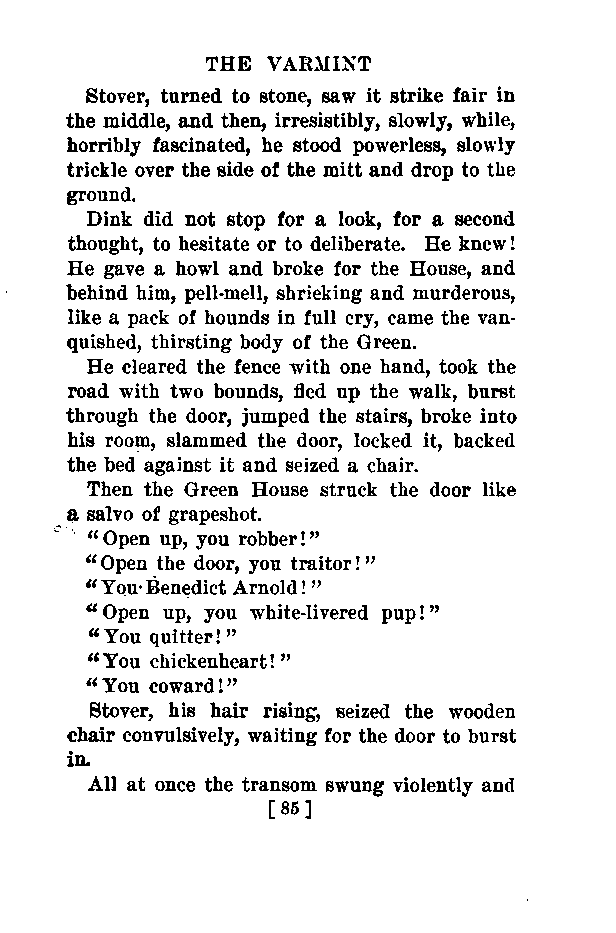 THE VARMINT
Stover, turned to stone, saw it strike fair in
the middle, and then, irresistibly, slowly, while,
horribly fascinated, he stood powerless, slowly
trickle over the side of the mitt and drop to the
ground.
Dink did not stop for a look, for a second
thought, to hesitate or to deliberate. He knew!
He gave a howl and broke for the House, and
behind him, pell-mell, shrieking and murderous,
like a pack of hounds in full cry, came the van-
quished, thirsting body of the Green.
He cleared the fence with one hand, took the
road with two bounds, fled up the walk, burst
through the door, jumped the stairs, broke into
his room, slammed the door, locked it, backed
the bed against it and seized a chair.
Then the Green House struck the door like
a salvo of grapeshot.
"Open up, you robber!"
"Open the door, you traitor!"
"You Benedict Arnold!"
"Open up, you white-livered pup!"
"You quitter!"
"You chickenheart!"
"You coward!"
Stover, his hair rising, seized the wooden
chair convulsively, waiting for the door to burst
in.
All at once the transom swung violently and
[ 85 ]